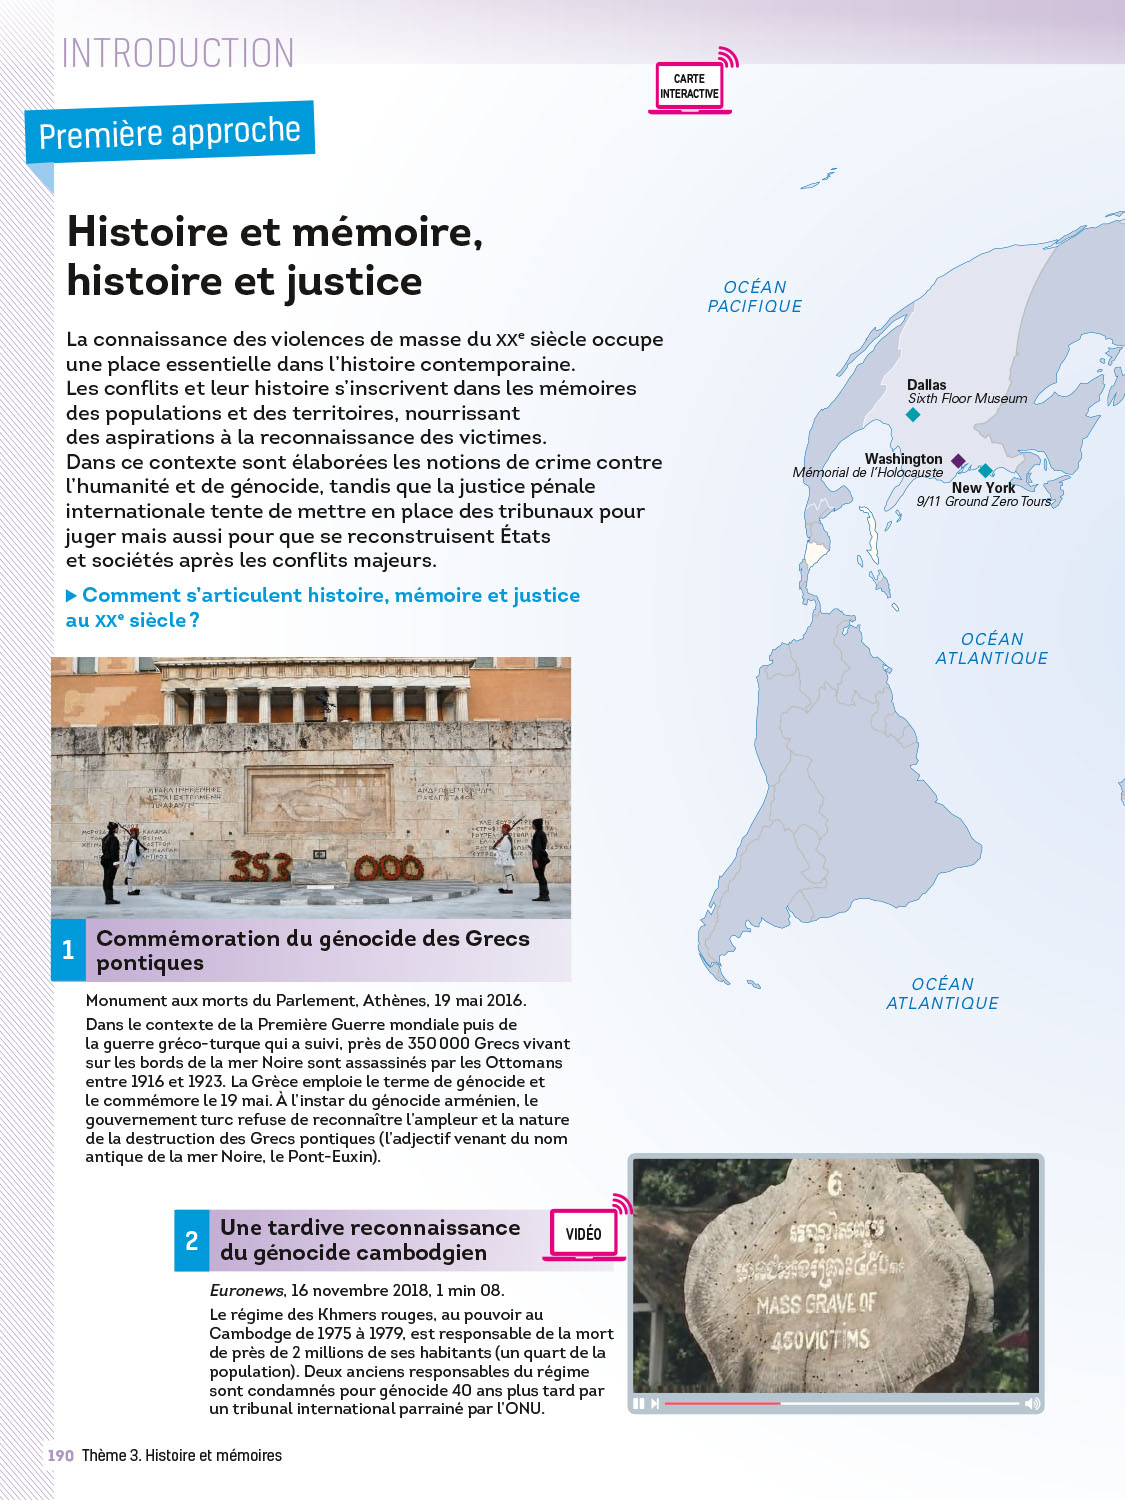 INTRODUCTION
CARTE
INTERACTIVE
Première approche
Histoire et mémoire,
histoire et justice
La connaissance des violences de masse du XXe siècle occupe
une place essentielle dans l'histoire contemporaine.
Les conflits et leur histoire s'inscrivent dans les mémoires
des populations et des territoires, nourrissant
des aspirations à la reconnaissance des victimes.
Dans ce contexte sont élaborées les notions de crime contre
l'humanité et de génocide, tandis que la justice pénale
internationale tente de mettre en place des tribunaux pour
juger mais aussi pour que se reconstruisent États
et sociétés après les conflits majeurs.
▶ Comment s'articulent histoire, mémoire et justice
au XXe siècle ?
OCÉAN
PACIFIQUE
Dallas
Sixth Floor Museum
Washington
Mémorial de l'Holocauste
New York
9/11 Ground Zero Tours
OCÉAN
ATLANTIQUE
OCÉAN
ATLANTIQUE
353 000
1 Commémoration du génocide des Grecs
pontiques
Monument aux morts du Parlement, Athènes, 19 mai 2016.
Dans le contexte de la Première Guerre mondiale puis de
la guerre gréco-turque qui a suivi, près de 350 000 Grecs vivant
sur les bords de la mer Noire sont assassinés par les Ottomans
entre 1916 et 1923. La Grèce emploie le terme de génocide et
le commémore le 19 mai. À l'instar du génocide arménien, le
gouvernement turc refuse de reconnaître l'ampleur et la nature
de la destruction des Grecs pontiques (l'adjectif venant du nom
antique de la mer Noire, le Pont-Euxin).
2 Une tardive reconnaissance
du génocide cambodgien
VIDÉO
Euronews, 16 novembre 2018, 1 min 08.
Le régime des Khmers rouges, au pouvoir au
Cambodge de 1975 à 1979, est responsable de la mort
de près de 2 millions de ses habitants (un quart de la
population). Deux anciens responsables du régime
sont condamnés pour génocide 40 ans plus tard par
un tribunal international parrainé par l'ONU.
6
MASS GRAVE OF
450 VICTIMS
190 Thème 3. Histoire et mémoires